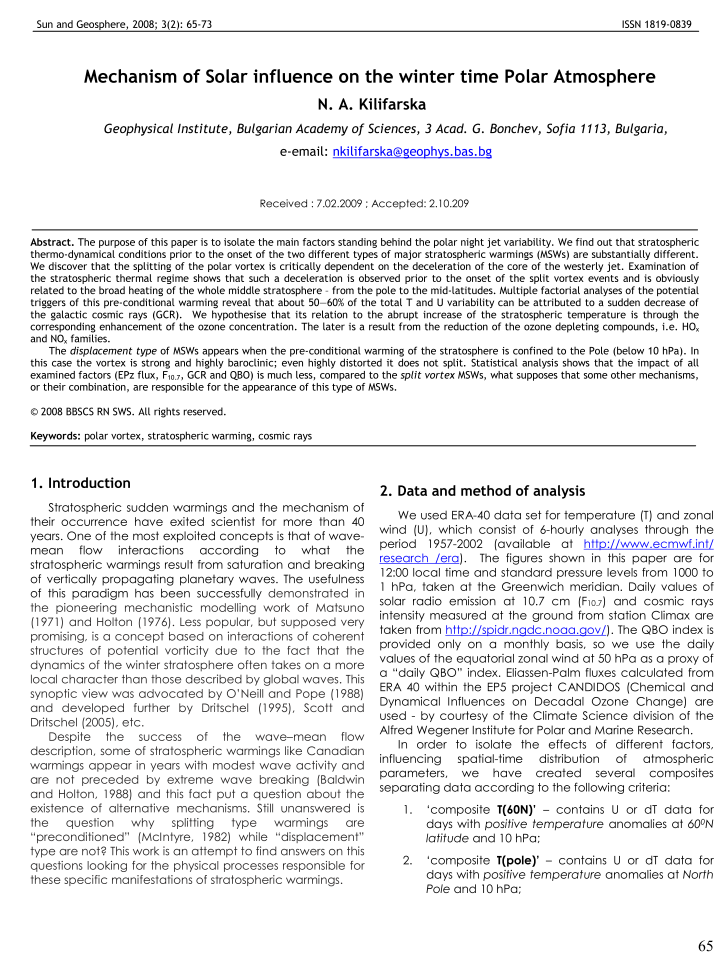 Sun and Geosphere, 2008; 3(2): 65-73 ISSN 1819-0839
Mechanism of Solar influence on the winter time Polar Atmosphere
N. A. Kilifarska
Geophysical Institute, Bulgarian Academy of Sciences, 3 Acad. G. Bonchev, Sofia 1113, Bulgaria,
e-email: nkilifarska@geophys.bas.bg
Received : 7.02.2009 ; Accepted: 2.10.209
Abstract. The purpose of this paper is to isolate the main factors standing behind the polar night jet variability. We find out that stratospheric
thermo-dynamical conditions prior to the onset of the two different types of major stratospheric warmings (MSWs) are substantially different.
We discover that the splitting of the polar vortex is critically dependent on the deceleration of the core of the westerly jet. Examination of
the stratospheric thermal regime shows that such a deceleration is observed prior to the onset of the split vortex events and is obviously
related to the broad heating of the whole middle stratosphere – from the pole to the mid-latitudes. Multiple factorial analyses of the potential
triggers of this pre-conditional warming reveal that about 50—60% of the total T and U variability can be attributed to a sudden decrease of
the galactic cosmic rays (GCR). We hypothesise that its relation to the abrupt increase of the stratospheric temperature is through the
corresponding enhancement of the ozone concentration. The later is a result from the reduction of the ozone depleting compounds, i.e. HOx
and NOx families.
The displacement type of MSWs appears when the pre-conditional warming of the stratosphere is confined to the Pole (below 10 hPa). In
this case the vortex is strong and highly baroclinic; even highly distorted it does not split. Statistical analysis shows that the impact of all
examined factors (EPz flux, F10.7, GCR and QBO) is much less, compared to the split vortex MSWs, what supposes that some other mechanisms,
or their combination, are responsible for the appearance of this type of MSWs.
© 2008 BBSCS RN SWS. All rights reserved.
Keywords: polar vortex, stratospheric warming, cosmic rays
1. Introduction
Stratospheric sudden warmings and the mechanism of
their occurrence have exited scientist for more than 40
years. One of the most exploited concepts is that of wave-
mean flow interactions according to what the
stratospheric warmings result from saturation and breaking
of vertically propagating planetary waves. The usefulness
of this paradigm has been successfully demonstrated in
the pioneering mechanistic modelling work of Matsuno
(1971) and Holton (1976). Less popular, but supposed very
promising, is a concept based on interactions of coherent
structures of potential vorticity due to the fact that the
dynamics of the winter stratosphere often takes on a more
local character than those described by global waves. This
synoptic view was advocated by O'Neill and Pope (1988)
and developed further by Dritschel (1995), Scott and
Dritschel (2005), etc.
Despite the success of the wave–mean flow
description, some of stratospheric warmings like Canadian
warmings appear in years with modest wave activity and
are not preceded by extreme wave breaking (Baldwin
and Holton, 1988) and this fact put a question about the
existence of alternative mechanisms. Still unanswered is
the question why splitting type warmings are
"preconditioned" (McIntyre, 1982) while "displacement"
type are not? This work is an attempt to find answers on this
questions looking for the physical processes responsible for
these specific manifestations of stratospheric warmings.
2. Data and method of analysis
We used ERA-40 data set for temperature (T) and zonal
wind (U), which consist of 6-hourly analyses through the
period 1957-2002 (available at http://www.ecmwf.int/
research /era). The figures shown in this paper are for
12:00 local time and standard pressure levels from 1000 to
1 hPa, taken at the Greenwich meridian. Daily values of
solar radio emission at 10.7 cm (F10.7) and cosmic rays
intensity measured at the ground from station Climax are
taken from http://spidr.ngdc.noaa.gov/). The QBO index is
provided only on a monthly basis, so we use the daily
values of the equatorial zonal wind at 50 hPa as a proxy of
a "daily QBO" index. Eliassen-Palm fluxes calculated from
ERA 40 within the EP5 project CANDIDOS (Chemical and
Dynamical Influences on Decadal Ozone Change) are
used - by courtesy of the Climate Science division of the
Alfred Wegener Institute for Polar and Marine Research.
In order to isolate the effects of different factors,
influencing spatial-time distribution of atmospheric
parameters, we have created several composites
separating data according to the following criteria:
1. 'composite T(60N)' – contains U or dT data for
days with positive temperature anomalies at 60⁰N
latitude and 10 hPa;
2. 'composite T(pole)' – contains U or dT data for
days with positive temperature anomalies at North
Pole and 10 hPa;
65